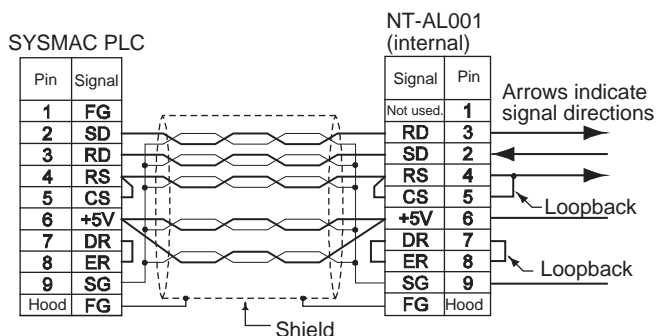 NT-AL001
(internal)
SYSMAC PLC
Pin Signal
1 FG
2 SD
3 RD
4 RS
5 CS
6 +5V
7 DR
8 ER
9 SG
Hood FG
Signal Pin
Not used. 1
RD 3
SD 2
RS 4
CS 5
+5V 6
DR 7
ER 8
SG 9
FG Hood
Arrows indicate
signal directions
Loopback
Loopback
Shield